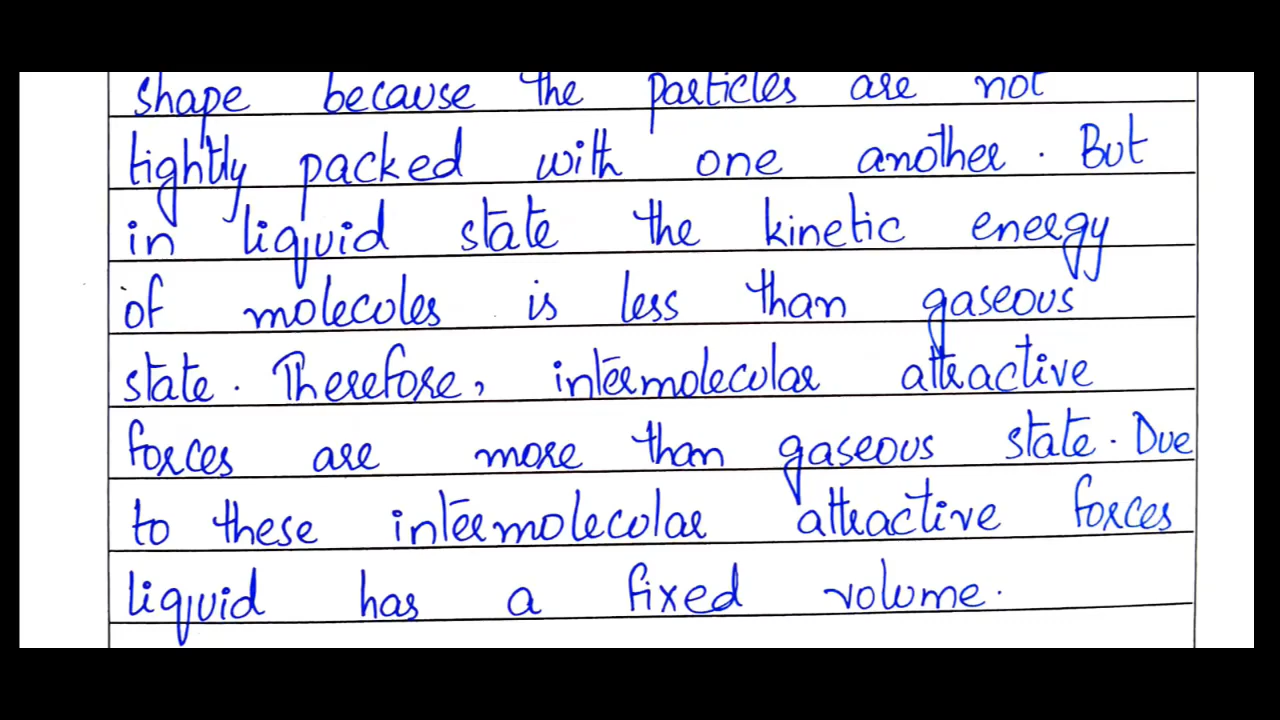 shape because the particles are not
tightly packed with one another. But
in liquid state the kinetic energy
of molecules is less than gaseous
state. Therefore, intermolecular attractive
forces are more than gaseous state. Due
to these intermolecular attractive forces
liquid has a fixed volume.